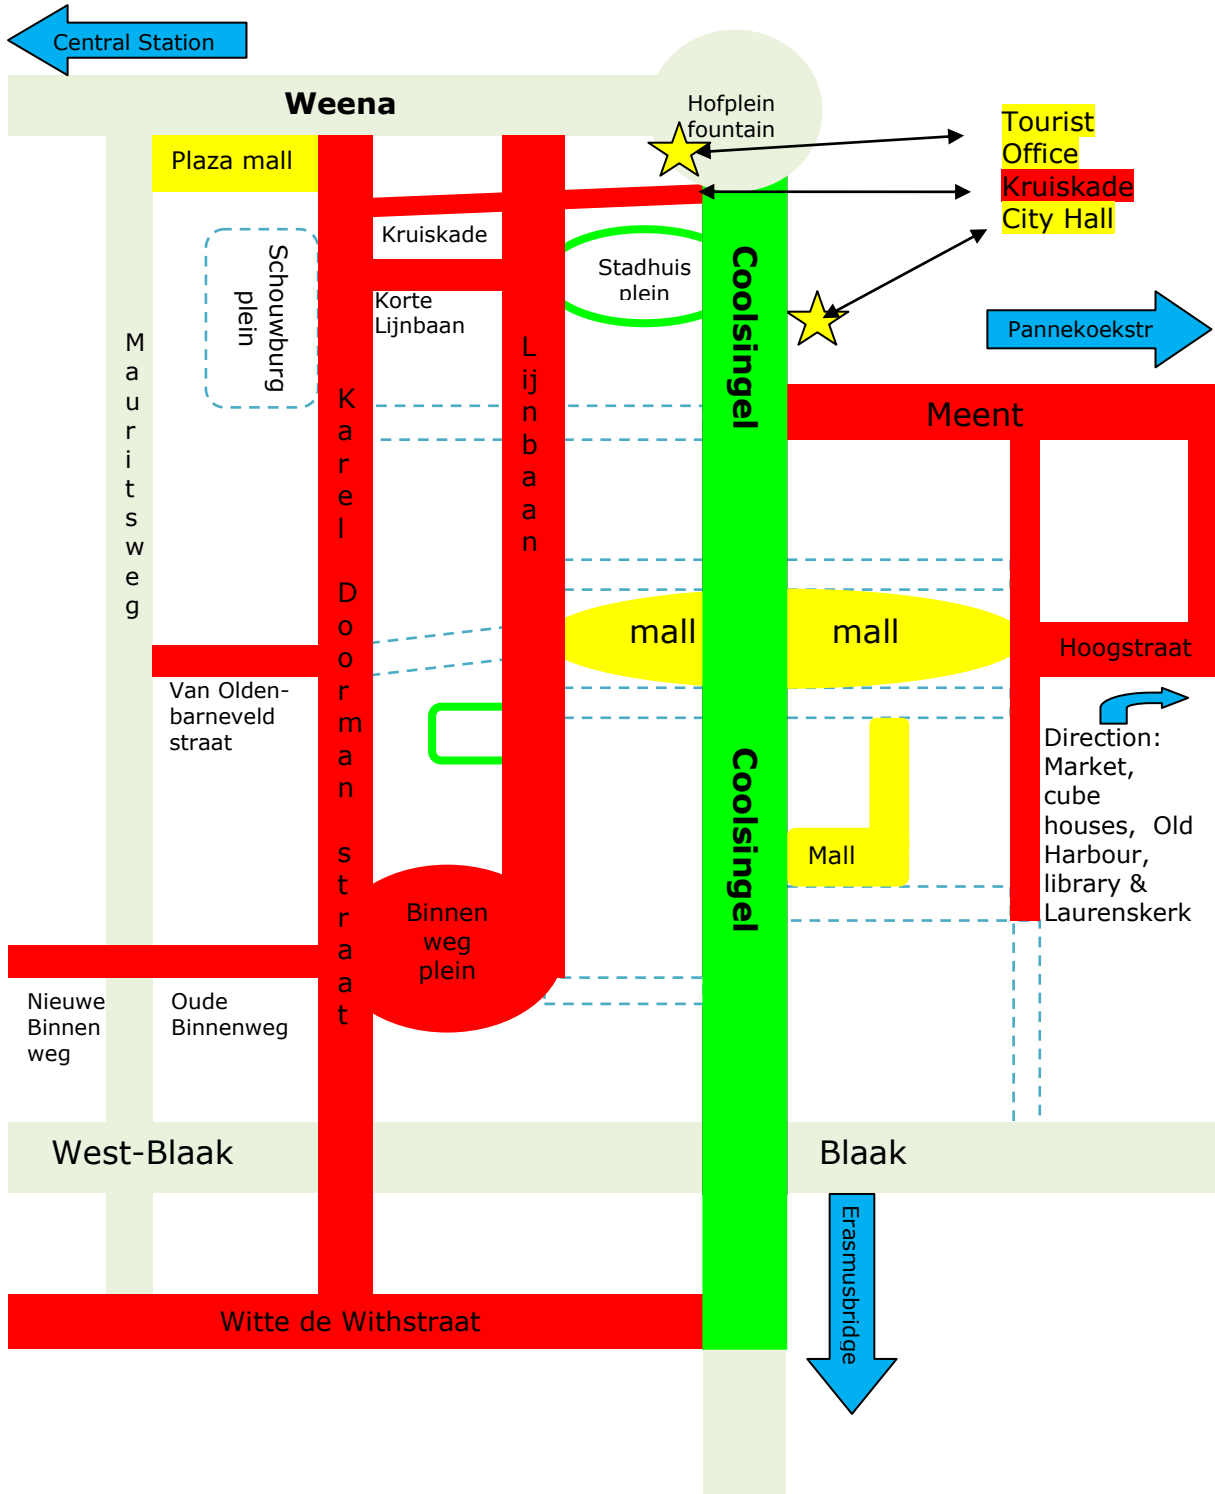 Central Station
Weena
Hofplein
fountain
Tourist
Office
Kruiskade
City Hall
Plaza mall
Kruiskade
Schouwburg
plein
Stadhuis
plein
Coolsingel
Korte
Lijnbaan
Pannekoekstr
Mauritsweg
Lijnbaan
Karel Doorman straat
Meent
mall
mall
Hoogstraat
Van Olden-
barneveld
straat
Direction:
Market,
cube
houses, Old
Harbour,
library &
Laurenskerk
Coolsingel
Mall
Binnen
weg
plein
Nieuwe
Binnen
weg
Oude
Binnenweg
West-Blaak
Blaak
Erasmusbridge
Witte de Withstraat